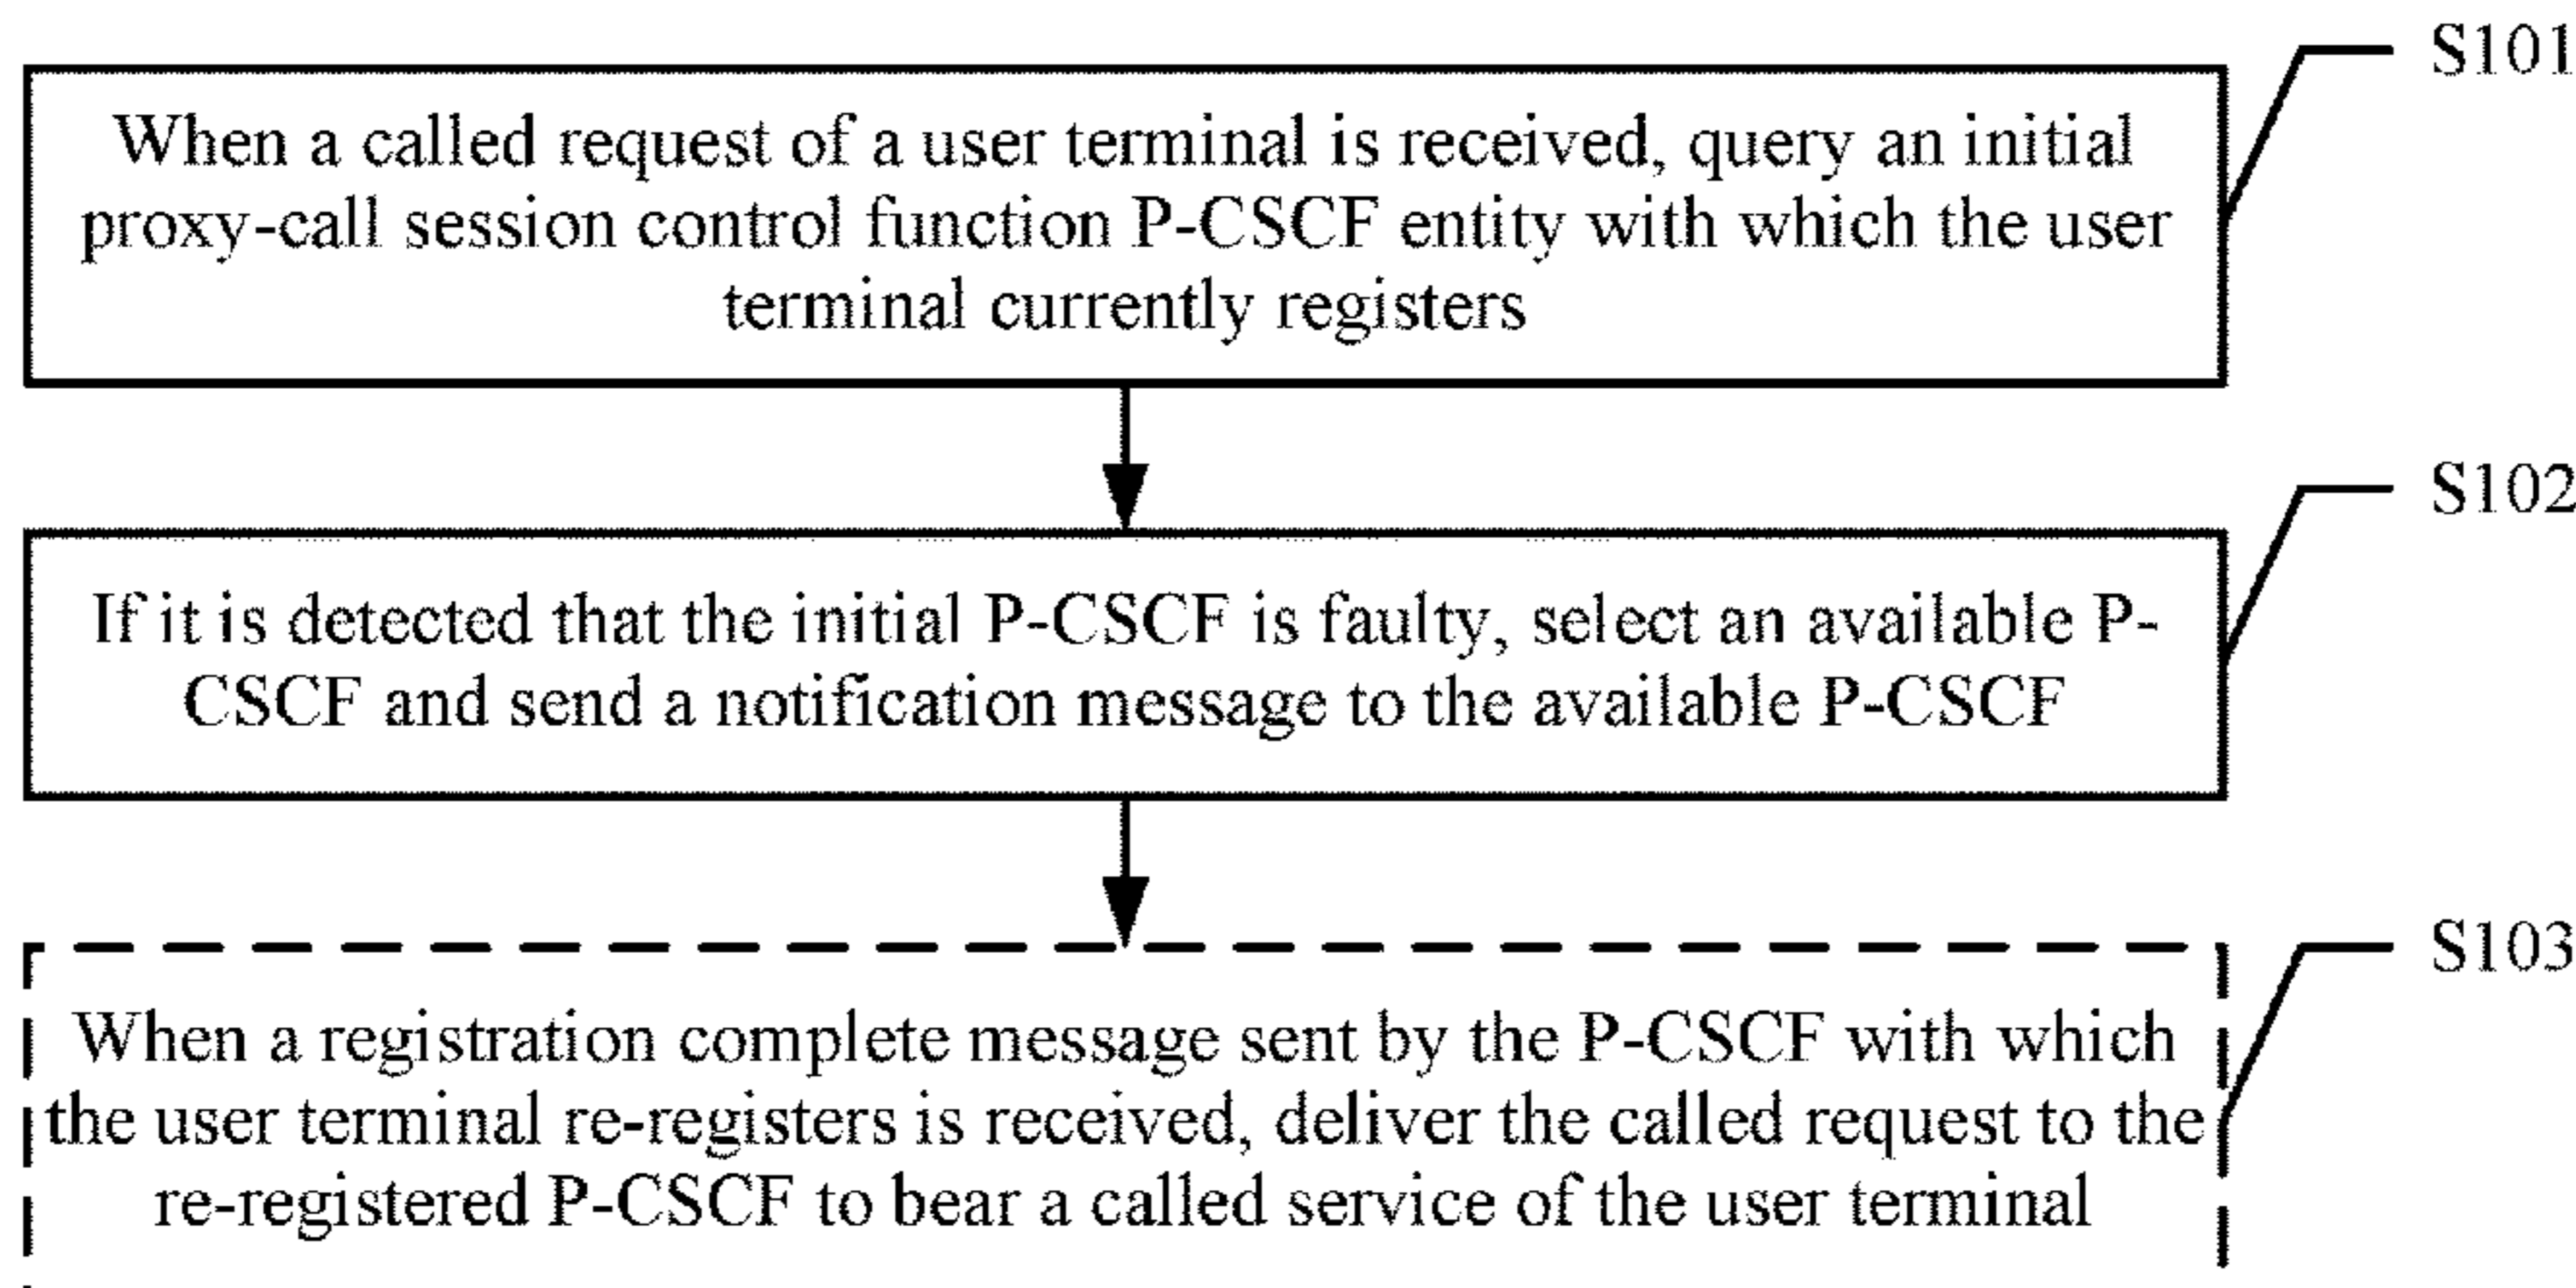 S101
When a called request of a user terminal is received, query an initial
proxy-call session control function P-CSCF entity with which the user
terminal currently registers
S102
If it is detected that the initial P-CSCF is faulty, select an available P-
CSCF and send a notification message to the available P-CSCF
S103
When a registration complete message sent by the P-CSCF with which
the user terminal re-registers is received, deliver the called request to the
re-registered P-CSCF to bear a called service of the user terminal